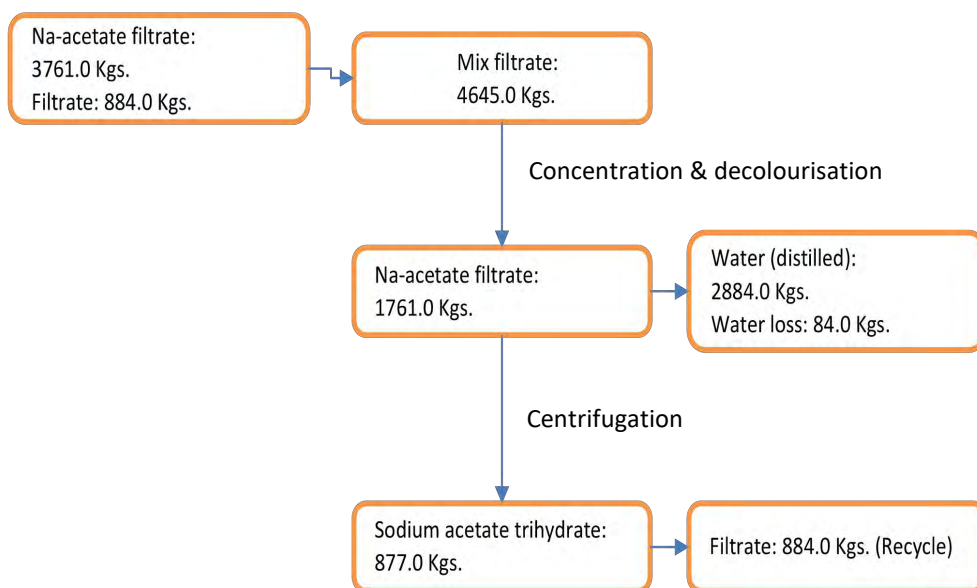 Na-acetate filtrate:
3761.0 Kgs.
Filtrate: 884.0 Kgs.
Mix filtrate:
4645.0 Kgs.
Concentration & decolourisation
Na-acetate filtrate:
1761.0 Kgs.
Water (distilled):
2884.0 Kgs.
Water loss: 84.0 Kgs.
Centrifugation
Sodium acetate trihydrate:
877.0 Kgs.
Filtrate: 884.0 Kgs. (Recycle)